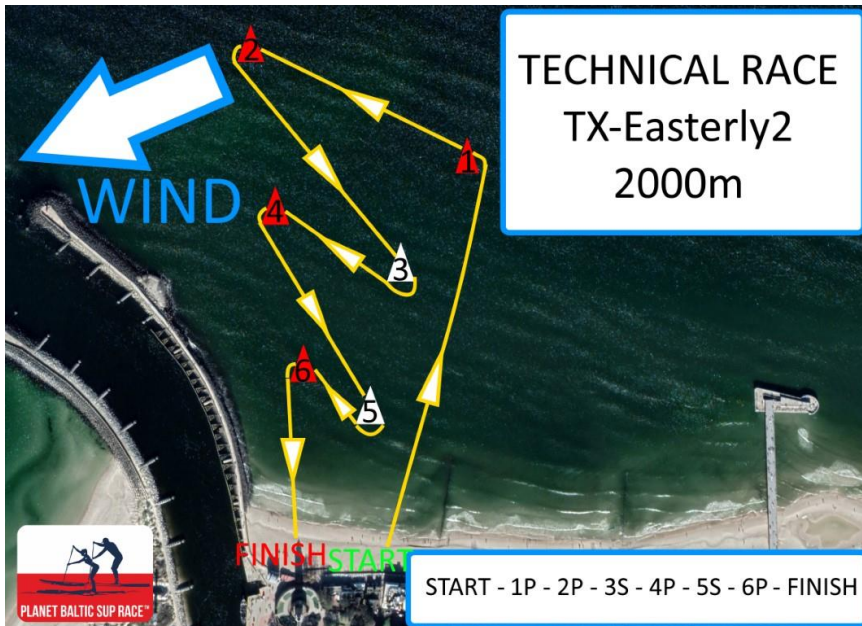 TECHNICAL RACE
TX-Easterly2
2000m
WIND
2
1
4
3
6
5
FINISH
START
START - 1P - 2P - 3S - 4P - 5S - 6P - FINISH
PLANET BALTIC SUP RACE™